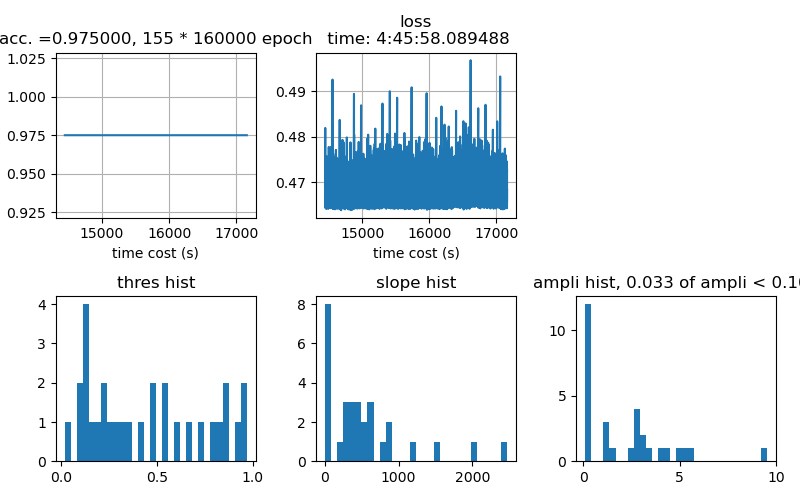 loss
acc. =0.975000, 155 * 160000 epoch time: 4:45:58.089488
1.025
1.000
0.975
0.950
0.925
15000 16000 17000
time cost (s)
0.49
0.48
0.47
15000 16000 17000
time cost (s)
thres hist
4
3
2
1
0
0.0 0.5 1.0
slope hist
8
6
4
2
0
0 1000 2000
ampli hist, 0.033 of ampli < 0.10
10
5
0
0 5 10